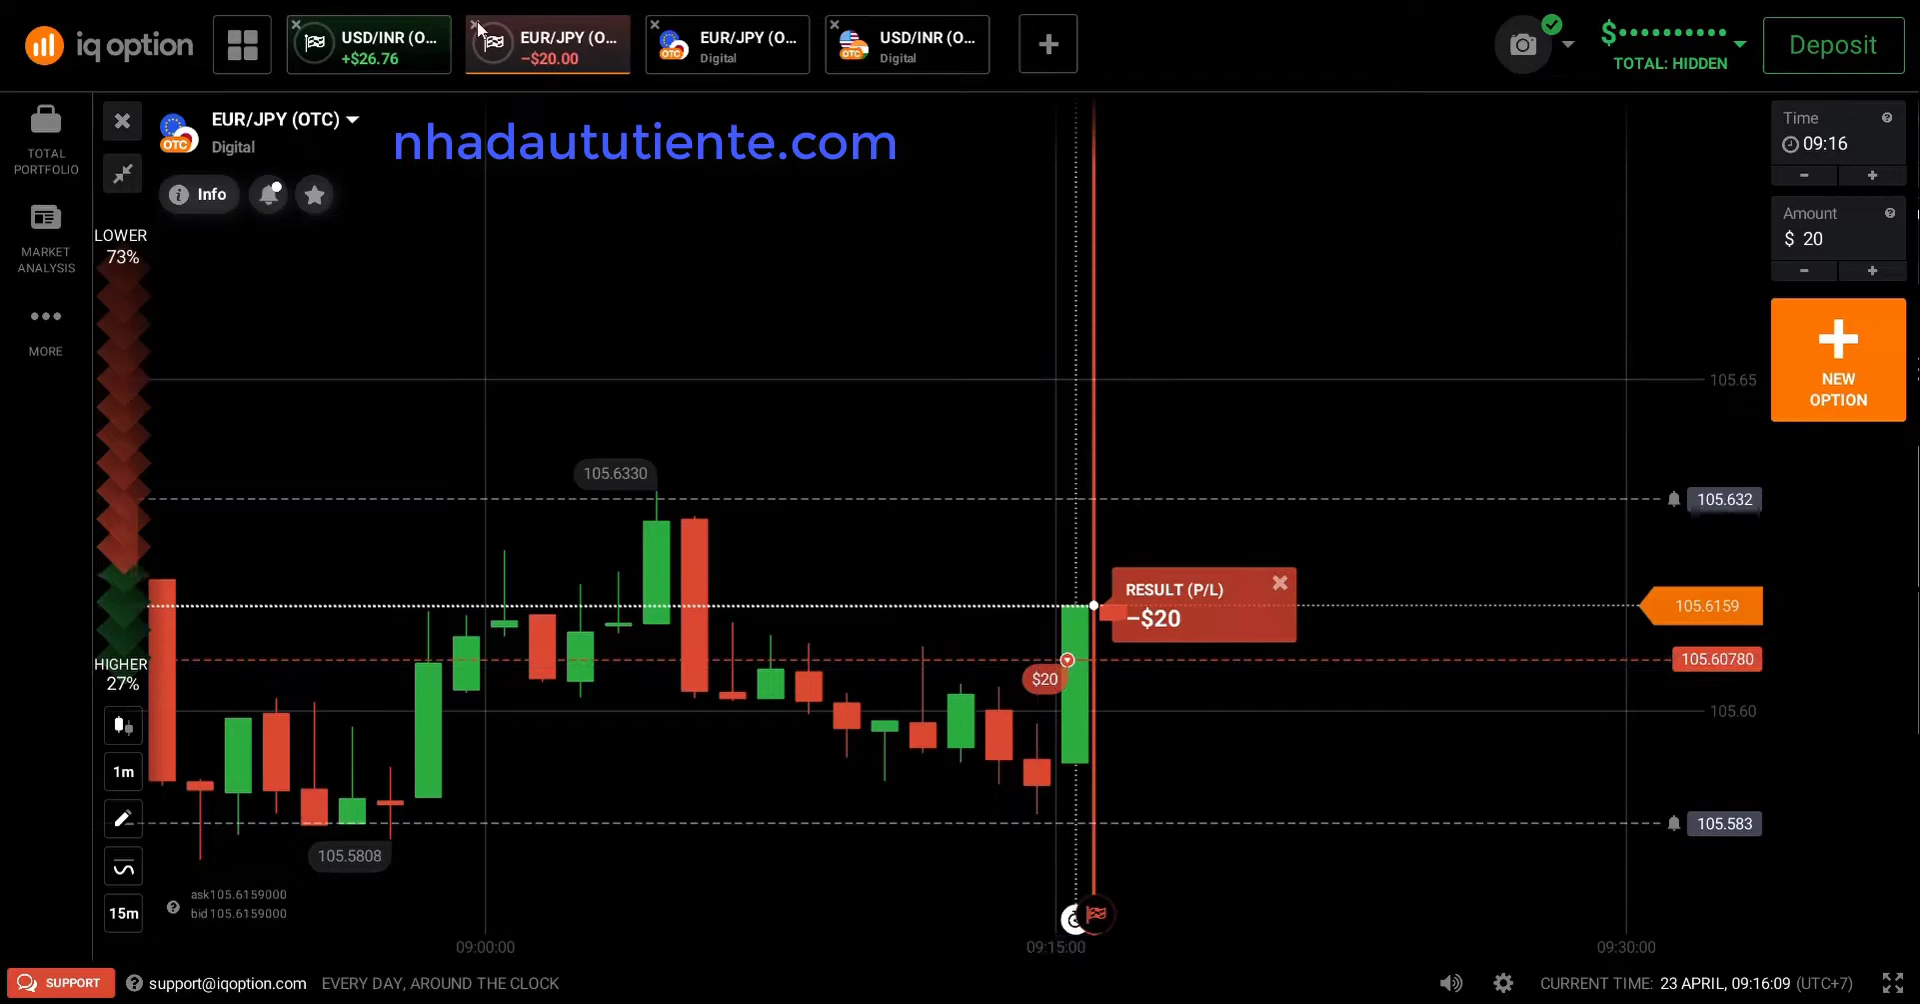 iq option
USD/INR (O...
+$26.76
EUR/JPY (O...
−$20.00
EUR/JPY (O...
Digital
USD/INR (O...
Digital
$
TOTAL: HIDDEN
Deposit
TOTAL
PORTFOLIO
MARKET
ANALYSIS
MORE
EUR/JPY (OTC)
OTC
Digital
nhadaututiente.com
Info
LOWER
73%
HIGHER
27%
1m
15m
Time
09:16
Amount
$ 20
NEW
OPTION
105.65
105.6330
105.632
RESULT (P/L)
−$20
105.6159
105.60780
$20
105.60
105.583
105.5808
ask105.6159000
bid 105.6159000
09:00:00
09:15:00
09:30:00
SUPPORT
support@iqoption.com
EVERY DAY, AROUND THE CLOCK
CURRENT TIME: 23 APRIL, 09:16:09 (UTC+7)